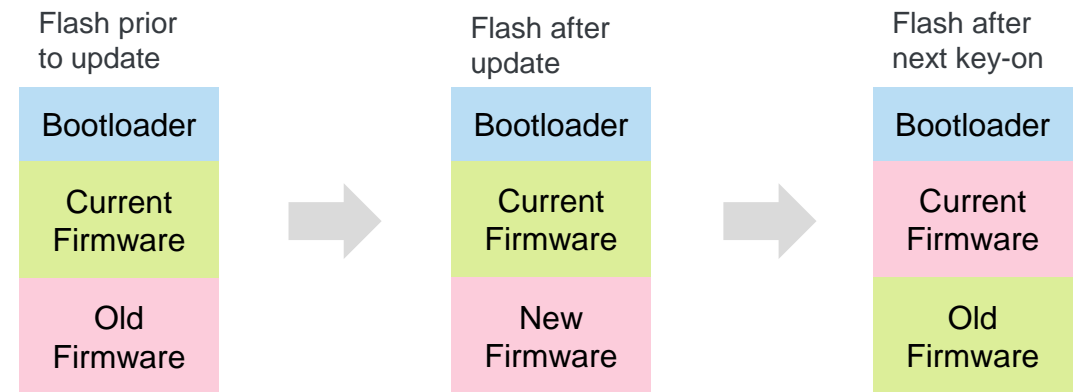 Flash prior
to update
Bootloader
Current
Firmware
Old
Firmware
Flash after
update
Bootloader
Current
Firmware
New
Firmware
Flash after
next key-on
Bootloader
Current
Firmware
Old
Firmware